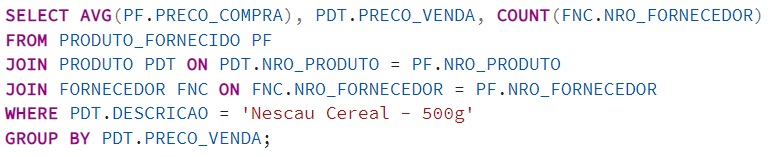 SELECT AVG(PF.PRECO_COMPRA), PDT.PRECO_VENDA, COUNT(FNC.NRO_FORNECEDOR)
FROM PRODUTO_FORNECIDO PF
JOIN PRODUTO PDT ON PDT.NRO_PRODUTO = PF.NRO_PRODUTO
JOIN FORNECEDOR FNC ON FNC.NRO_FORNECEDOR = PF.NRO_FORNECEDOR
WHERE PDT.DESCRICAO = 'Nescau Cereal - 500g'
GROUP BY PDT.PRECO_VENDA;